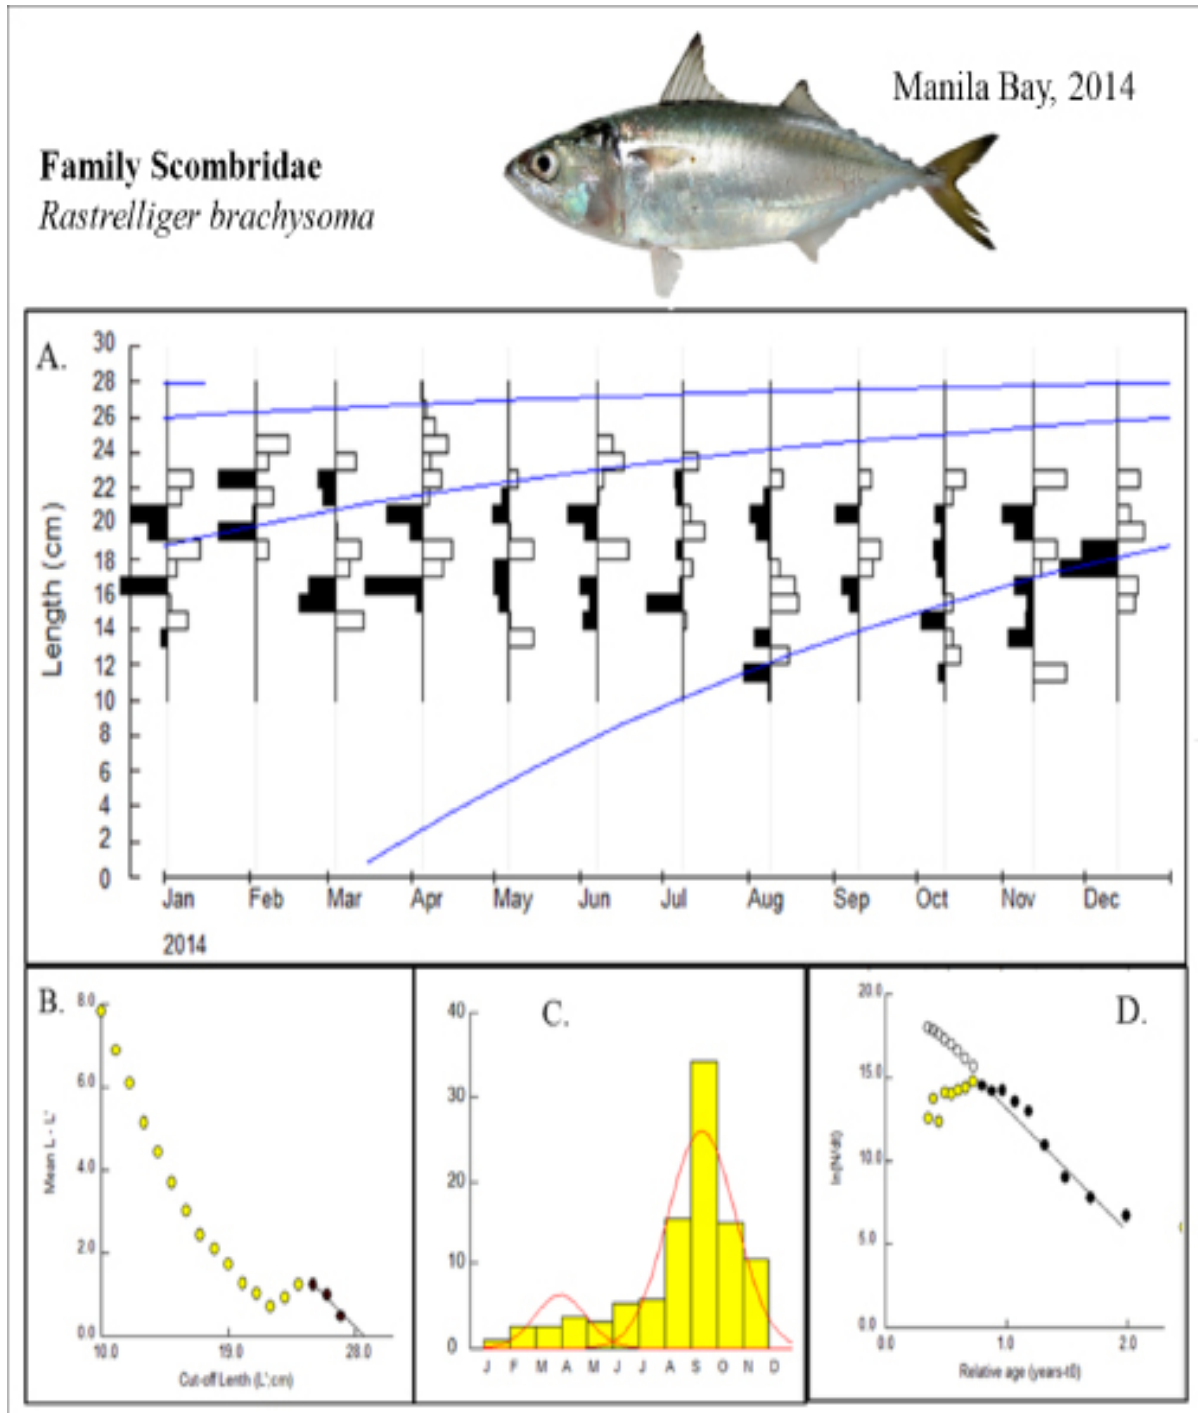 Manila Bay, 2014
Family Scombridae
Rastrelliger brachysoma
A.
30
28
26
24
22
20
18
16
14
12
10
8
6
4
2
0
Length (cm)
Jan Feb Mar Apr May Jun Jul Aug Sep Oct Nov Dec
2014
B.
8.0
6.0
4.0
2.0
0.0
Mean L - L'
10.0 19.0 28.0
Cut-off Lenth (L';cm)
C.
40
30
20
10
0
J F M A M J J A S O N D
D.
20.0
15.0
10.0
5.0
0.0
ln(N/dt)
0.0 1.0 2.0
Relative age (years-t0)